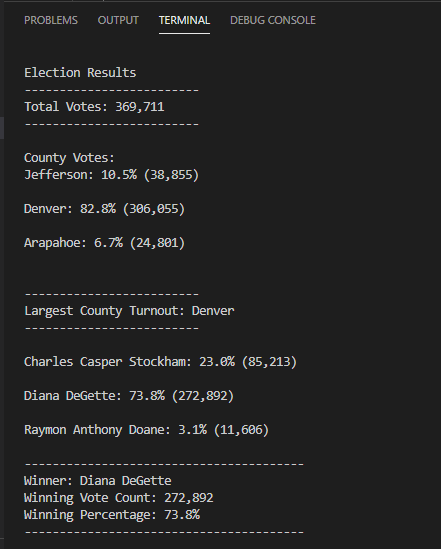 PROBLEMS OUTPUT TERMINAL DEBUG CONSOLE
Election Results
-------------------------
Total Votes: 369,711
-------------------------
County Votes:
Jefferson: 10.5% (38,855)
Denver: 82.8% (306,055)
Arapahoe: 6.7% (24,801)
-------------------------
Largest County Turnout: Denver
-------------------------
Charles Casper Stockham: 23.0% (85,213)
Diana DeGette: 73.8% (272,892)
Raymon Anthony Doane: 3.1% (11,606)
----------------------------------------
Winner: Diana DeGette
Winning Vote Count: 272,892
Winning Percentage: 73.8%
----------------------------------------